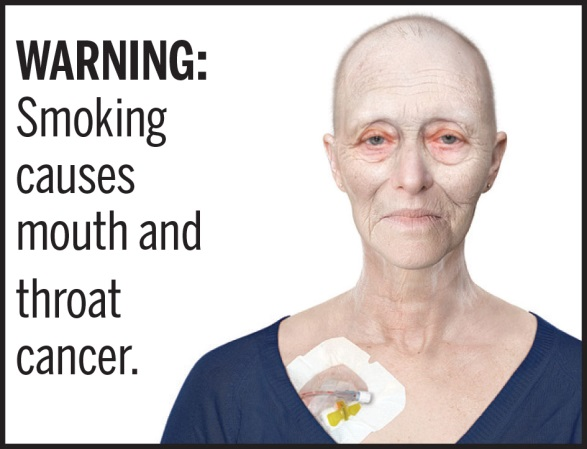 WARNING:
Smoking
causes
mouth and
throat
cancer.